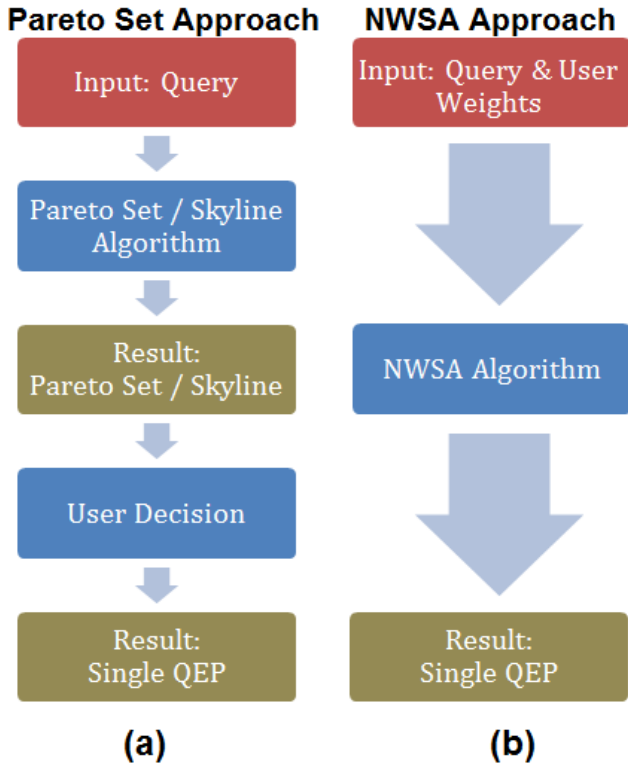 Pareto Set Approach
Input: Query
Pareto Set / Skyline
Algorithm
Result:
Pareto Set / Skyline
User Decision
Result:
Single QEP
(a)
NWSA Approach
Input: Query & User
Weights
NWSA Algorithm
Result:
Single QEP
(b)